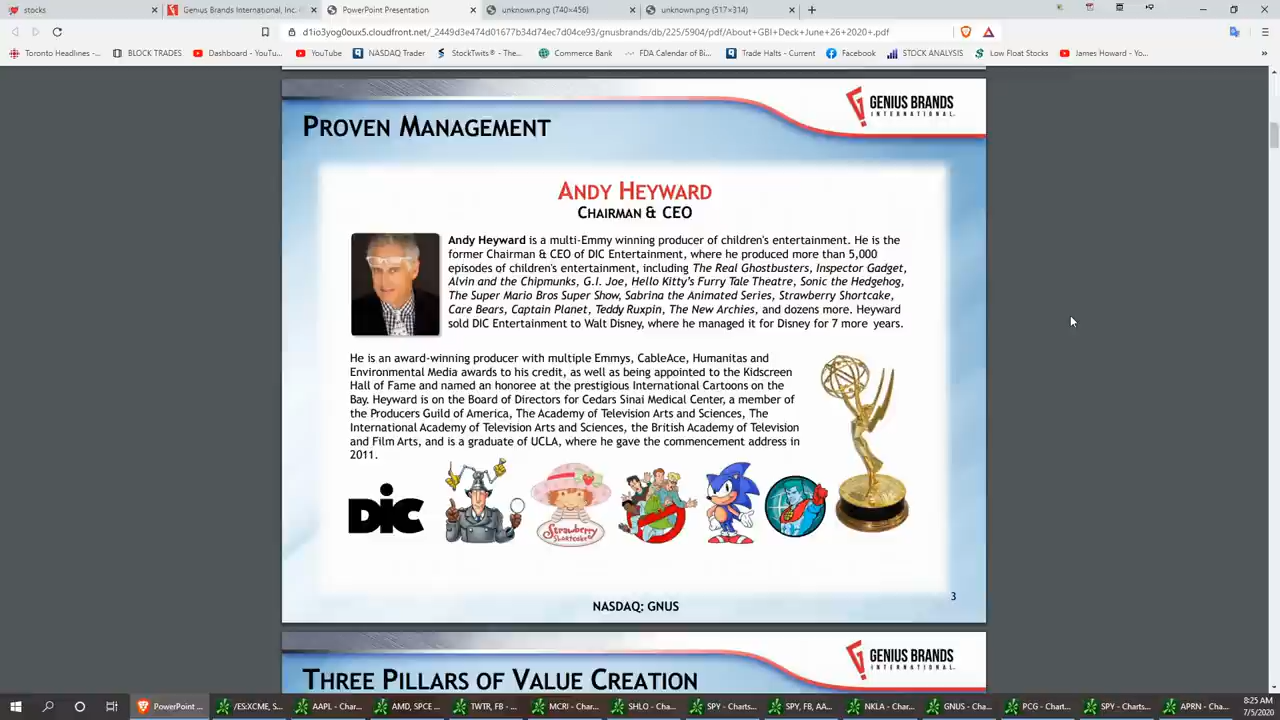 stocks
Genius Brands International, Inc.
PowerPoint Presentation
unknown.png (740×456)
unknown.png (517×314)
d1io3yog0oux5.cloudfront.net/_2449d3e474d01677b34d74ec7d04ce93/gnusbrands/db/225/5904/pdf/About+GBI+Deck+June+26+2020+.pdf
Toronto Headlines -...
BLOCK TRADES
Dashboard - YouTu...
YouTube
NASDAQ Trader
StockTwits - The...
Commerce Bank
FDA Calendar of Bi...
Trade Halts - Current
Facebook
STOCK ANALYSIS
Low Float Stocks
James Howard - Yo...
GENIUS BRANDS
INTERNATIONAL
PROVEN MANAGEMENT
ANDY HEYWARD
CHAIRMAN & CEO
Andy Heyward is a multi-Emmy winning producer of children's entertainment. He is the
former Chairman & CEO of DIC Entertainment, where he produced more than 5,000
episodes of children's entertainment, including The Real Ghostbusters, Inspector Gadget,
Alvin and the Chipmunks, G.I. Joe, Hello Kitty's Furry Tale Theatre, Sonic the Hedgehog,
The Super Mario Bros Super Show, Sabrina the Animated Series, Strawberry Shortcake,
Care Bears, Captain Planet, Teddy Ruxpin, The New Archies, and dozens more. Heyward
sold DIC Entertainment to Walt Disney, where he managed it for Disney for 7 more years.
He is an award-winning producer with multiple Emmys, CableAce, Humanitas and
Environmental Media awards to his credit, as well as being appointed to the Kidscreen
Hall of Fame and named an honoree at the prestigious International Cartoons on the
Bay. Heyward is on the Board of Directors for Cedars Sinai Medical Center, a member of
the Producers Guild of America, The Academy of Television Arts and Sciences, The
International Academy of Television Arts and Sciences, the British Academy of Television
and Film Arts, and is a graduate of UCLA, where he gave the commencement address in
2011.
DiC
Strawberry
Shortcake
3
NASDAQ: GNUS
GENIUS BRANDS
INTERNATIONAL
THREE PILLARS OF VALUE CREATION
PowerPoint ...
/ES:XCME, S...
AAPL - Char...
AMD, SPCE ...
TWTR, FB - ...
MCRI - Char...
SHLO - Char...
SPY - Charts...
SPY, FB, AA...
NKLA - Char...
GNUS - Char...
PCG - Chart...
SPY - Charts...
APRN - Cha...
8:25 AM
7/5/2020